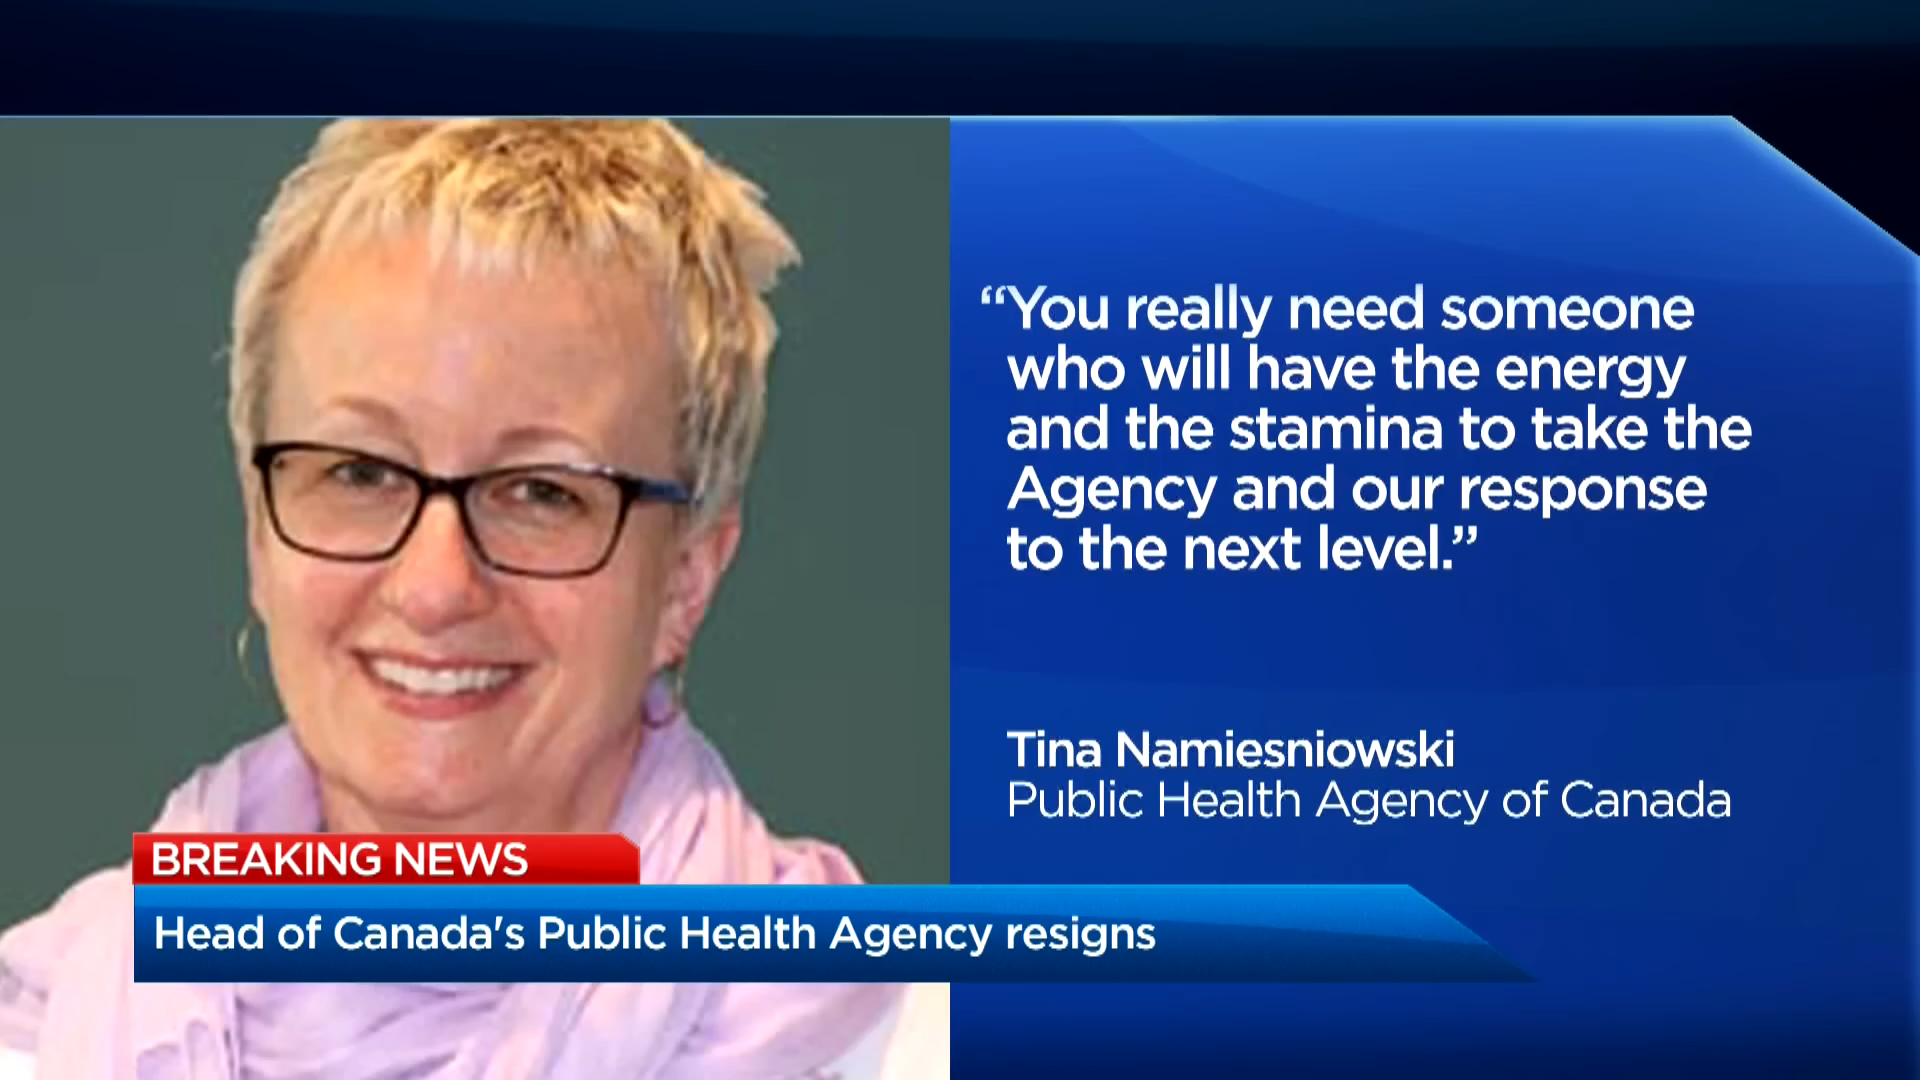 “You really need someone
who will have the energy
and the stamina to take the
Agency and our response
to the next level.”
Tina Namiesniowski
Public Health Agency of Canada
BREAKING NEWS
Head of Canada's Public Health Agency resigns